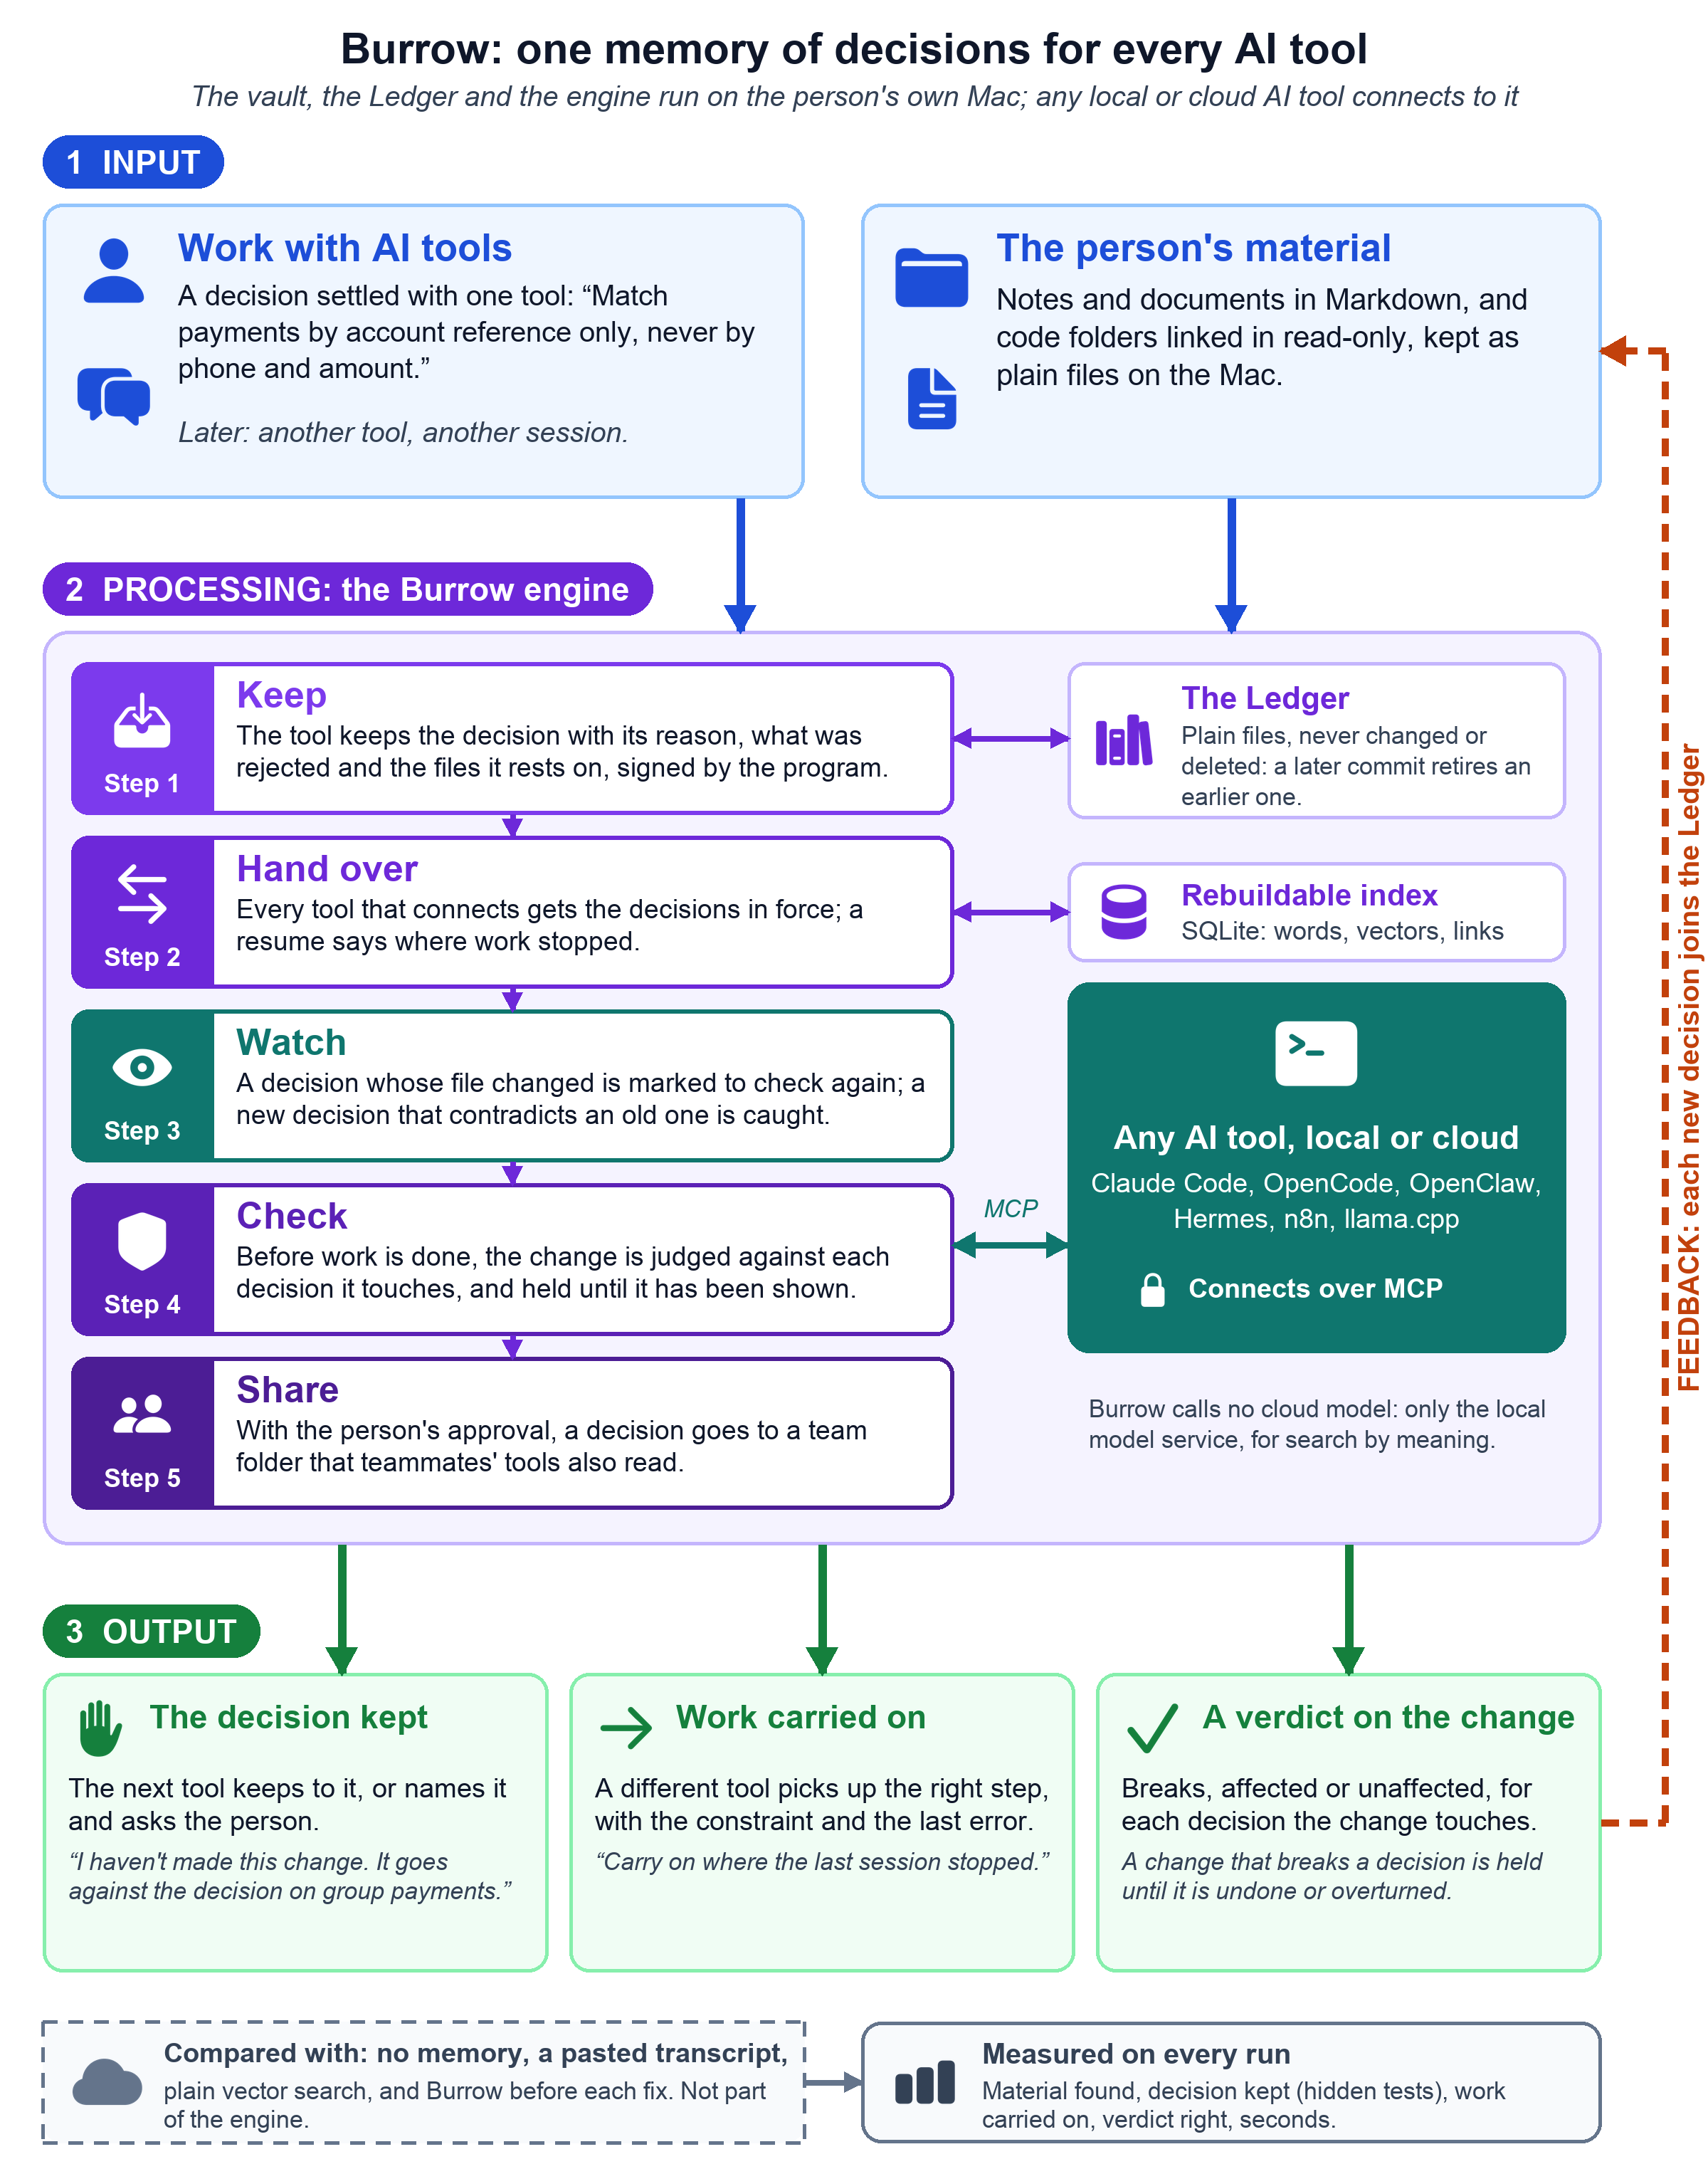 Burrow: one memory of decisions for every AI tool
The vault, the Ledger and the engine run on the person's own Mac; any local or cloud AI tool connects to it
1 INPUT
Work with AI tools
A decision settled with one tool: “Match
payments by account reference only, never by
phone and amount.”
Later: another tool, another session.
The person's material
Notes and documents in Markdown, and
code folders linked in read-only, kept as
plain files on the Mac.
2 PROCESSING: the Burrow engine
Keep
The tool keeps the decision with its reason, what was
rejected and the files it rests on, signed by the program.
Step 1
The Ledger
Plain files, never changed or
deleted: a later commit retires an
earlier one.
Hand over
Every tool that connects gets the decisions in force; a
resume says where work stopped.
Step 2
Rebuildable index
SQLite: words, vectors, links
Watch
A decision whose file changed is marked to check again; a
new decision that contradicts an old one is caught.
Step 3
Any AI tool, local or cloud
Claude Code, OpenCode, OpenClaw,
Hermes, n8n, llama.cpp
Connects over MCP
MCP
Check
Before work is done, the change is judged against each
decision it touches, and held until it has been shown.
Step 4
Share
With the person's approval, a decision goes to a team
folder that teammates' tools also read.
Step 5
Burrow calls no cloud model: only the local
model service, for search by meaning.
FEEDBACK: each new decision joins the Ledger
3 OUTPUT
The decision kept
The next tool keeps to it, or names it
and asks the person.
“I haven't made this change. It goes
against the decision on group payments.”
Work carried on
A different tool picks up the right step,
with the constraint and the last error.
“Carry on where the last session stopped.”
A verdict on the change
Breaks, affected or unaffected, for
each decision the change touches.
A change that breaks a decision is held
until it is undone or overturned.
Compared with: no memory, a pasted transcript,
plain vector search, and Burrow before each fix. Not part
of the engine.
Measured on every run
Material found, decision kept (hidden tests), work
carried on, verdict right, seconds.